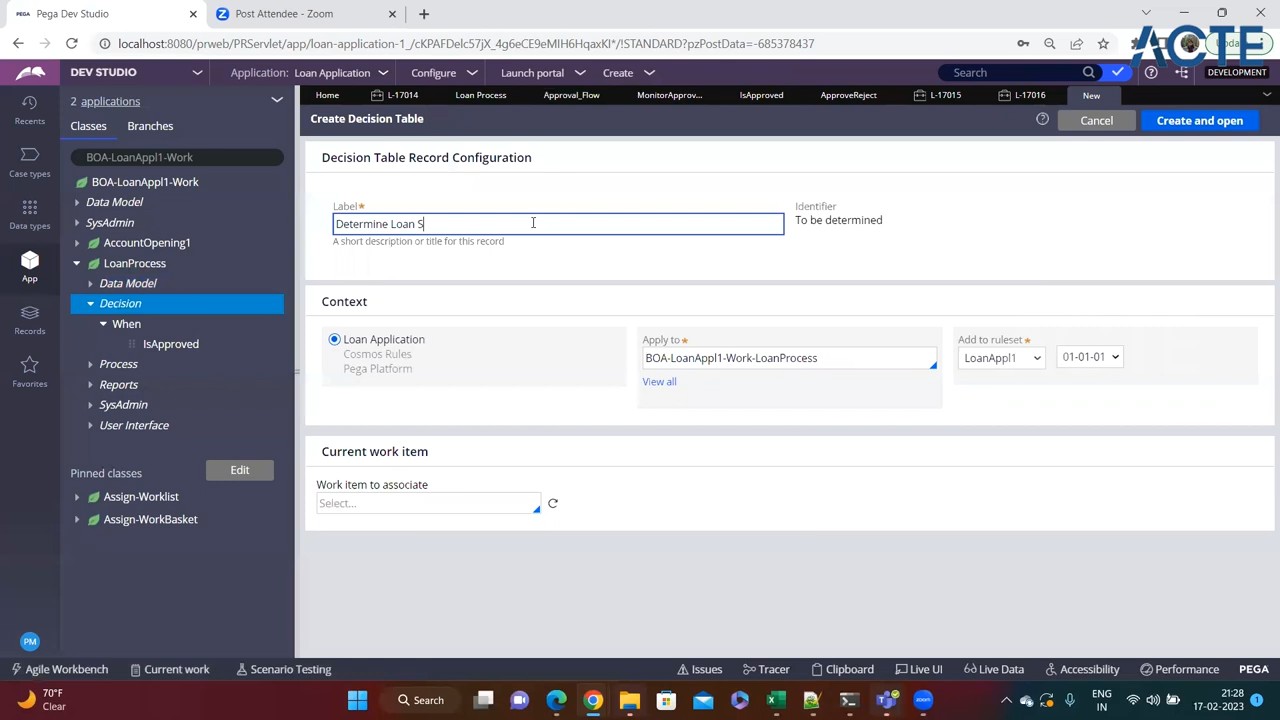 PEGA Pega Dev Studio
Post Attendee - Zoom
localhost:8080/prweb/PRServlet/app/loan-application-1_/
!STANDARD?pzPostData=-685378437
ACTE
DEV STUDIO
Application: Loan Application
Configure
Launch portal
Create
Search
DEVELOPMENT
Recents
Case types
Data types
App
Records
Favorites
PM
2 applications
Classes
Branches
BOA-LoanAppl1-Work
BOA-LoanAppl1-Work
Data Model
SysAdmin
AccountOpening1
LoanProcess
Data Model
Decision
When
IsApproved
Process
Reports
SysAdmin
User Interface
Pinned classes
Edit
Assign-Worklist
Assign-WorkBasket
Home
L-17014
Loan Process
Approval_Flow
MonitorApprov...
IsApproved
ApproveReject
L-17015
L-17016
New
Create Decision Table
Cancel
Create and open
Decision Table Record Configuration
Label*
Determine Loan S
A short description or title for this record
Identifier
To be determined
Context
Loan Application
Cosmos Rules
Pega Platform
Apply to*
BOA-LoanAppl1-Work-LoanProcess
View all
Add to ruleset*
LoanAppl1
01-01-01
Current work item
Work item to associate
Select...
Agile Workbench
Current work
Scenario Testing
Issues
Tracer
Clipboard
Live UI
Live Data
Accessibility
Performance
PEGA
70°F
Clear
Search
ENG
IN
21:28
17-02-2023
1